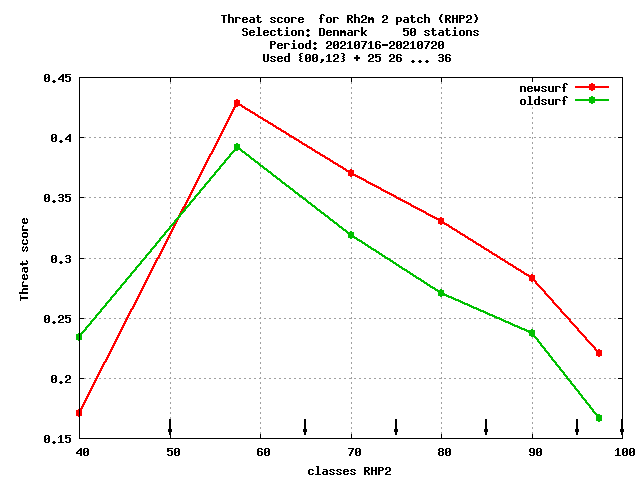 Threat score  for Rh2m 2 patch (RHP2)
Selection: Denmark     50 stations
Period: 20210716-20210720
Used {00,12} + 25 26 ... 36
newsurf
oldsurf
0.45
0.4
0.35
0.3
0.25
0.2
0.15
Threat score
40 50 60 70 80 90 100
classes RHP2